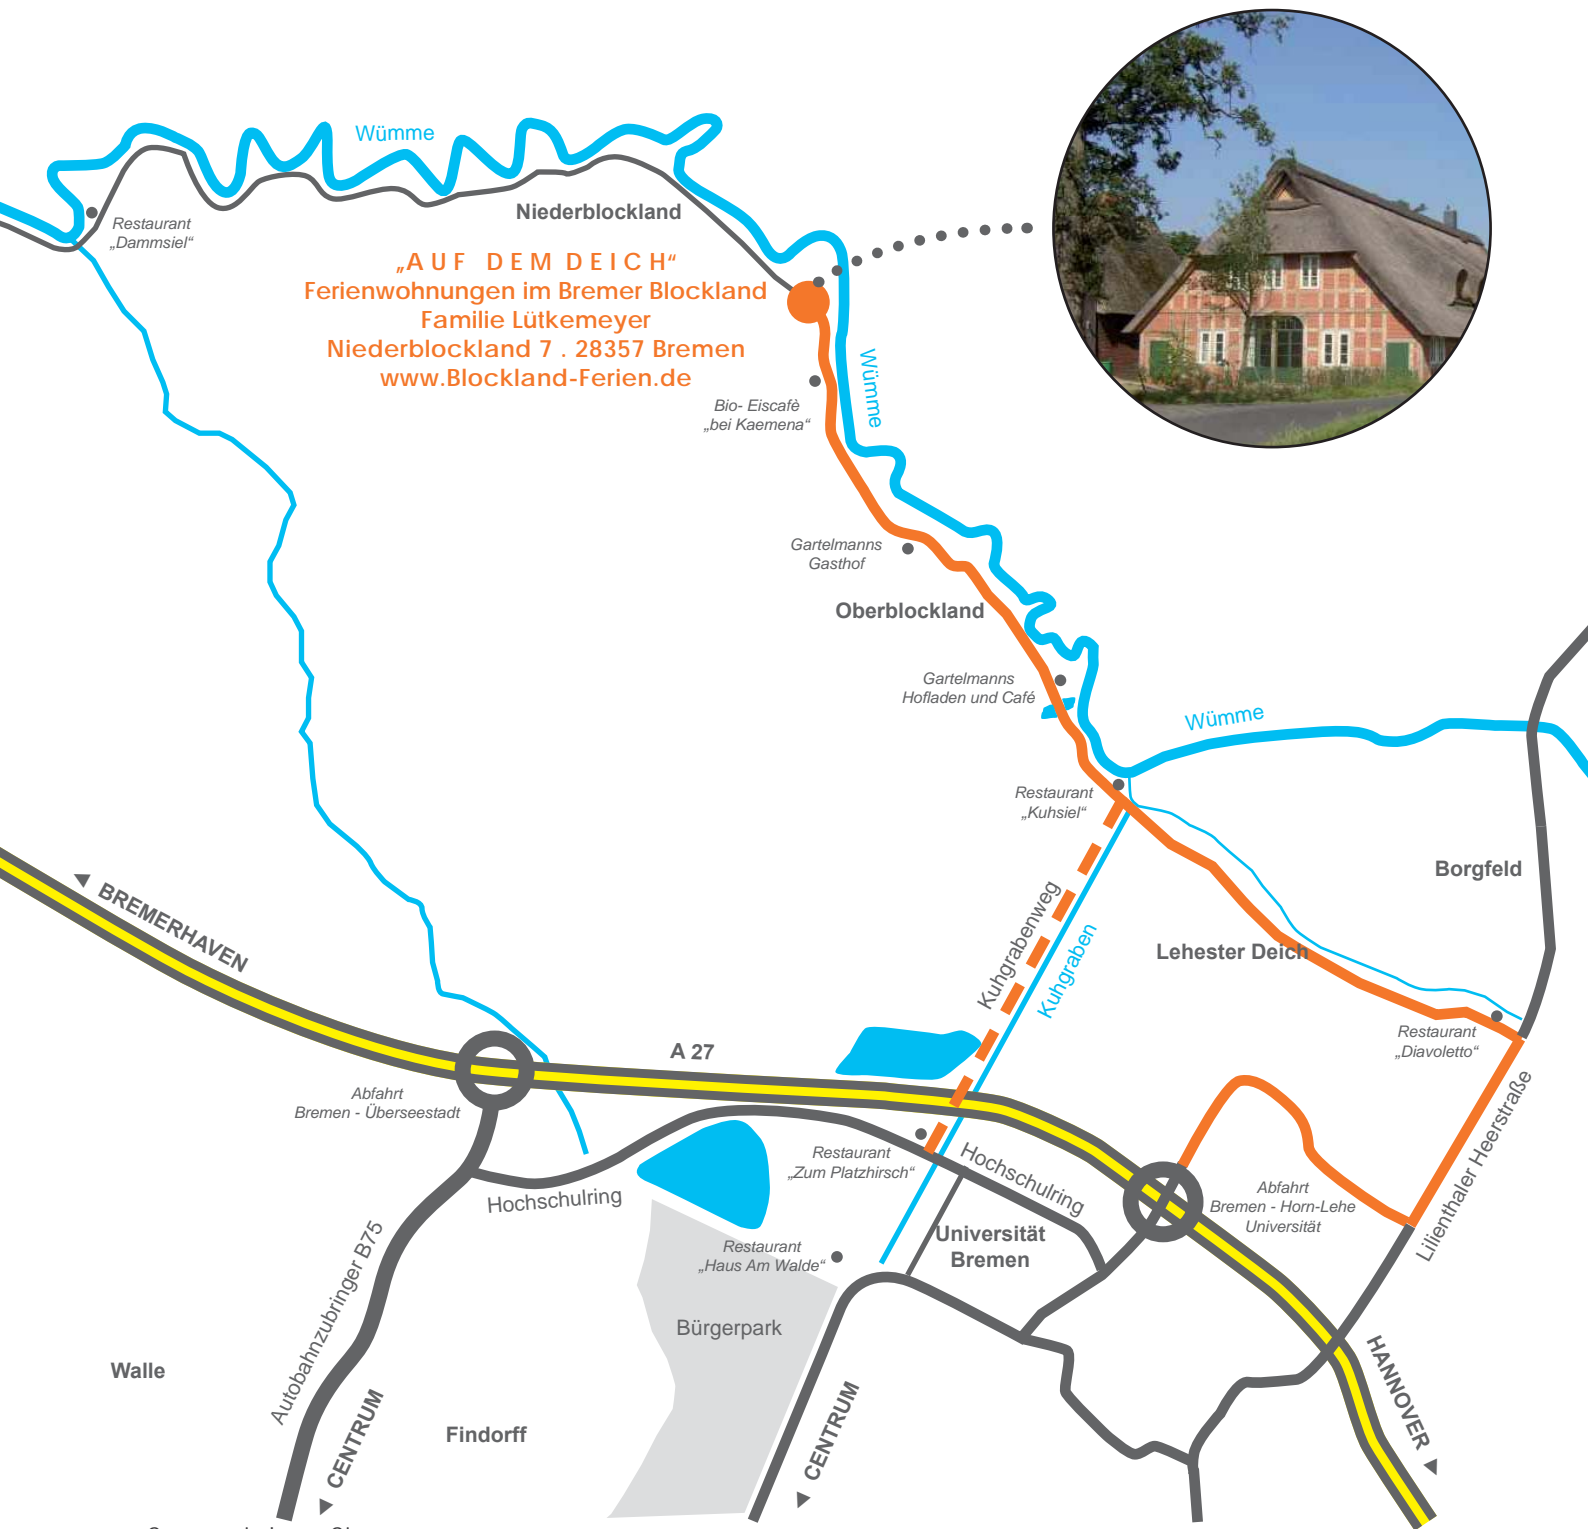 Wümme
Niederblockland
Restaurant
„Dammsiel“
„AUF DEM DEICH“
Ferienwohnungen im Bremer Blockland
Familie Lütkemeyer
Niederblockland 7 . 28357 Bremen
www.Blockland-Ferien.de
Wümme
Bio- Eiscafè
„bei Kaemena“
Gartelmanns
Gasthof
Oberblockland
Gartelmanns
Hofladen und Café
Wümme
Restaurant
„Kuhsiel“
Borgfeld
BREMERHAVEN
Kuhgrabenweg
Kuhgraben
Lehester Deich
Restaurant
„Diavoletto“
A 27
Abfahrt
Bremen - Überseestadt
Restaurant
„Zum Platzhirsch“
Hochschulring
Hochschulring
Abfahrt
Bremen - Horn-Lehe
Universität
Lilienthaler Heerstraße
Universität
Bremen
Restaurant
„Haus Am Walde“
Autobahnzubringer B75
Bürgerpark
Walle
HANNOVER
CENTRUM
Findorff
CENTRUM